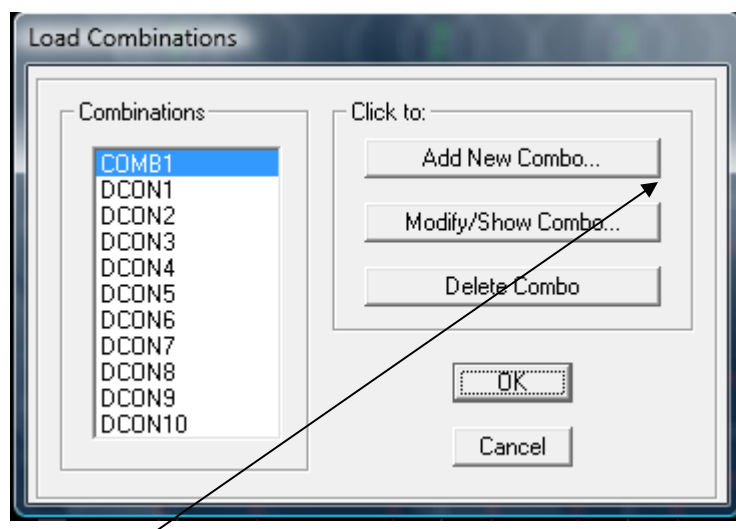 Load Combinations
Combinations
COMB1
DCON1
DCON2
DCON3
DCON4
DCON5
DCON6
DCON7
DCON8
DCON9
DCON10
Click to:
Add New Combo...
Modify/Show Combo...
Delete Combo
OK
Cancel